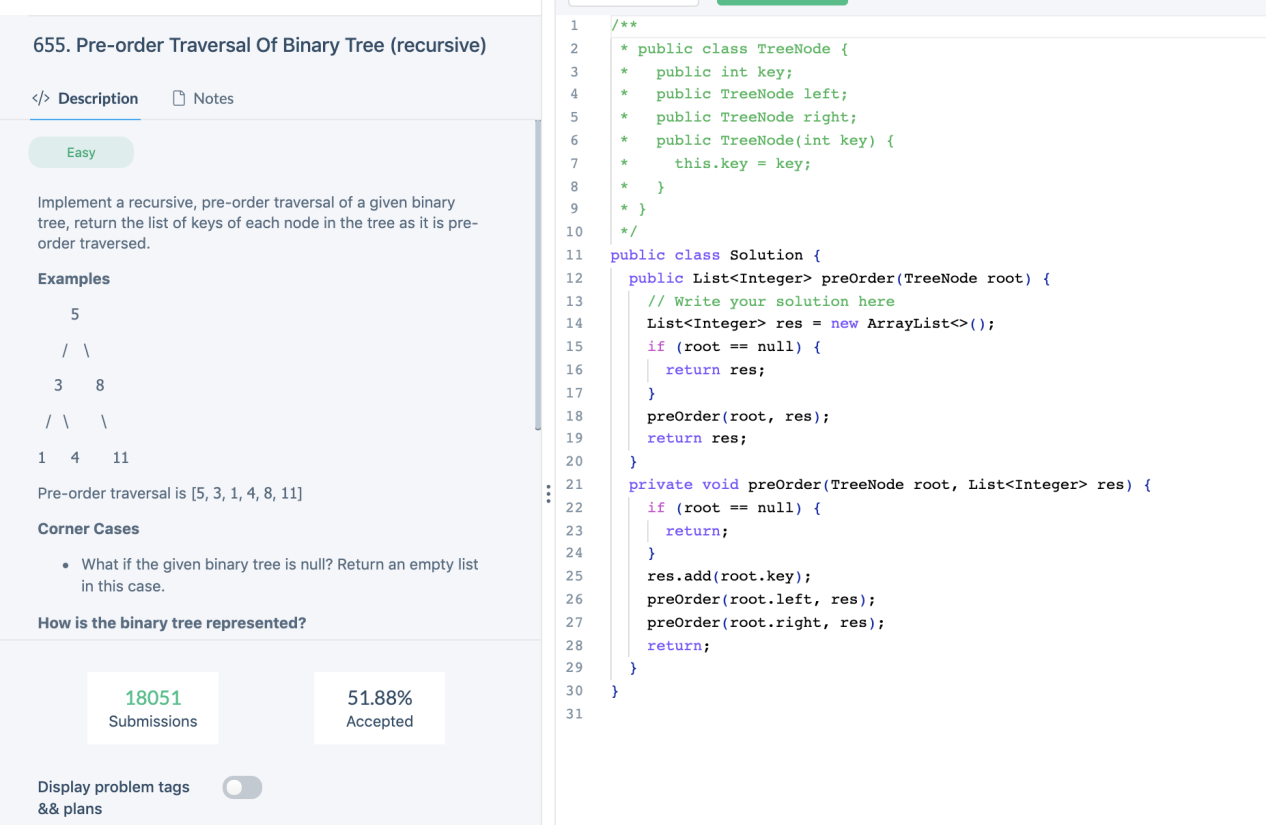 655. Pre-order Traversal Of Binary Tree (recursive)
</> Description Notes
Easy
Implement a recursive, pre-order traversal of a given binary
tree, return the list of keys of each node in the tree as it is pre-
order traversed.
Examples
5
/ \
3 8
/ \ \
1 4 11
Pre-order traversal is [5, 3, 1, 4, 8, 11]
Corner Cases
• What if the given binary tree is null? Return an empty list
in this case.
How is the binary tree represented?
18051
Submissions
51.88%
Accepted
Display problem tags
&& plans
1 /**
2 * public class TreeNode {
3 *   public int key;
4 *   public TreeNode left;
5 *   public TreeNode right;
6 *   public TreeNode(int key) {
7 *     this.key = key;
8 *   }
9 * }
10 */
11 public class Solution {
12   public List<Integer> preOrder(TreeNode root) {
13     // Write your solution here
14     List<Integer> res = new ArrayList<>();
15     if (root == null) {
16       return res;
17     }
18     preOrder(root, res);
19     return res;
20   }
21   private void preOrder(TreeNode root, List<Integer> res) {
22     if (root == null) {
23       return;
24     }
25     res.add(root.key);
26     preOrder(root.left, res);
27     preOrder(root.right, res);
28     return;
29   }
30 }
31